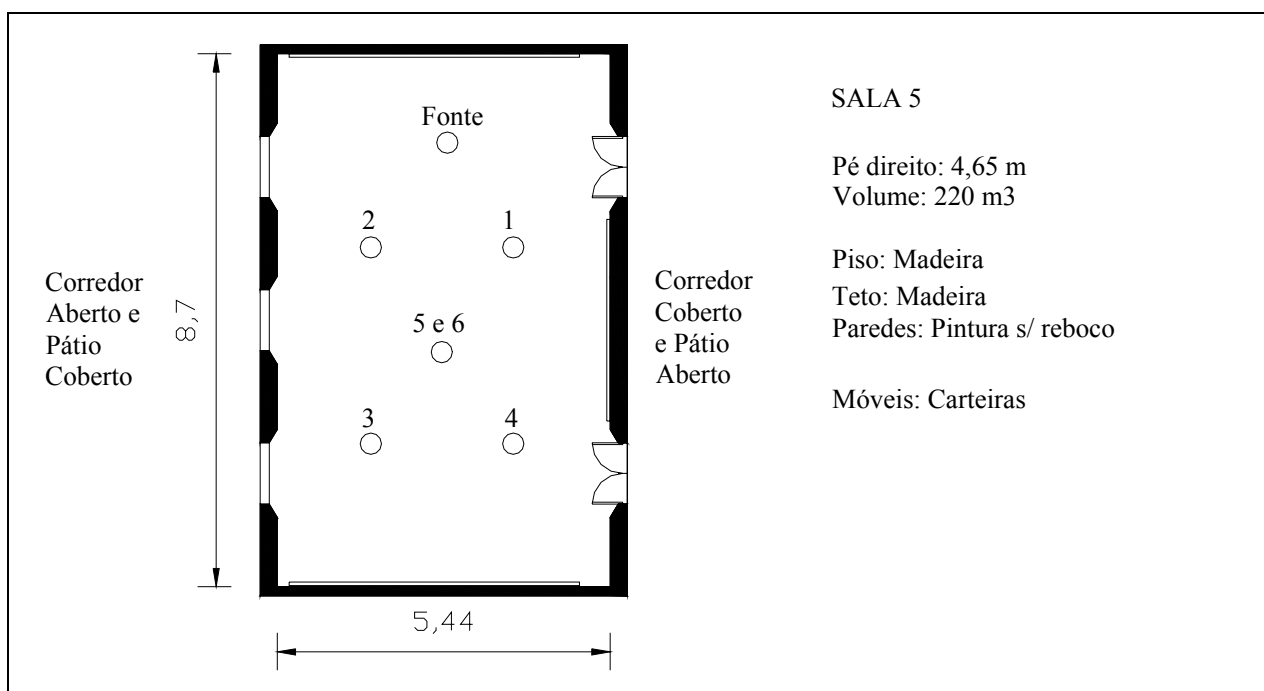 Fonte
2
1
5 e 6
3
4
Corredor
Aberto e
Pátio
Coberto
8,7
Corredor
Coberto
e Pátio
Aberto
5,44
SALA 5
Pé direito: 4,65 m
Volume: 220 m3
Piso: Madeira
Teto: Madeira
Paredes: Pintura s/ reboco
Móveis: Carteiras